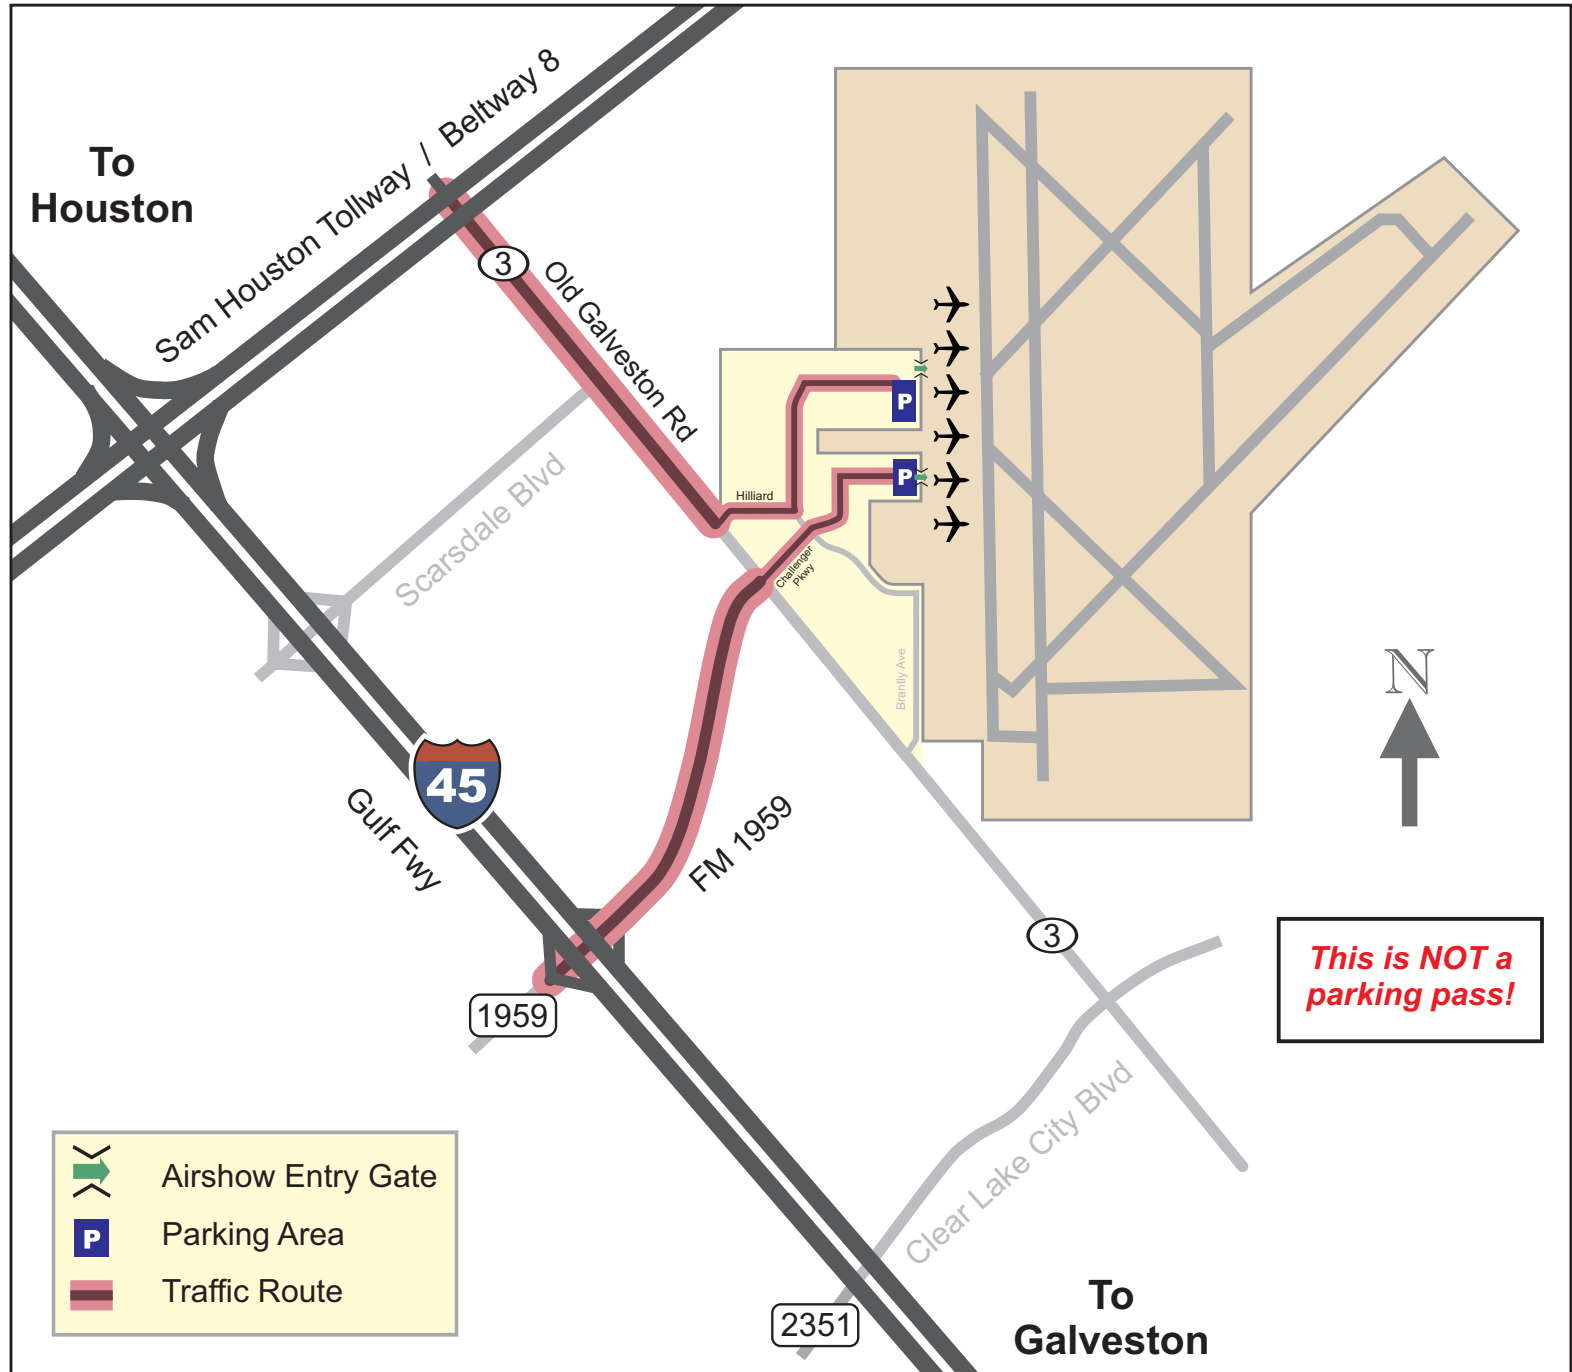 To
Houston
Sam Houston Tollway / Beltway 8
3
Old Galveston Rd
Scarsdale Blvd
Hilliard
P
P
Challenger
Pkwy
Brantly Ave
N
45
Gulf Fwy
FM 1959
1959
3
This is NOT a
parking pass!
Clear Lake City Blvd
2351
To
Galveston
Airshow Entry Gate
P
Parking Area
Traffic Route